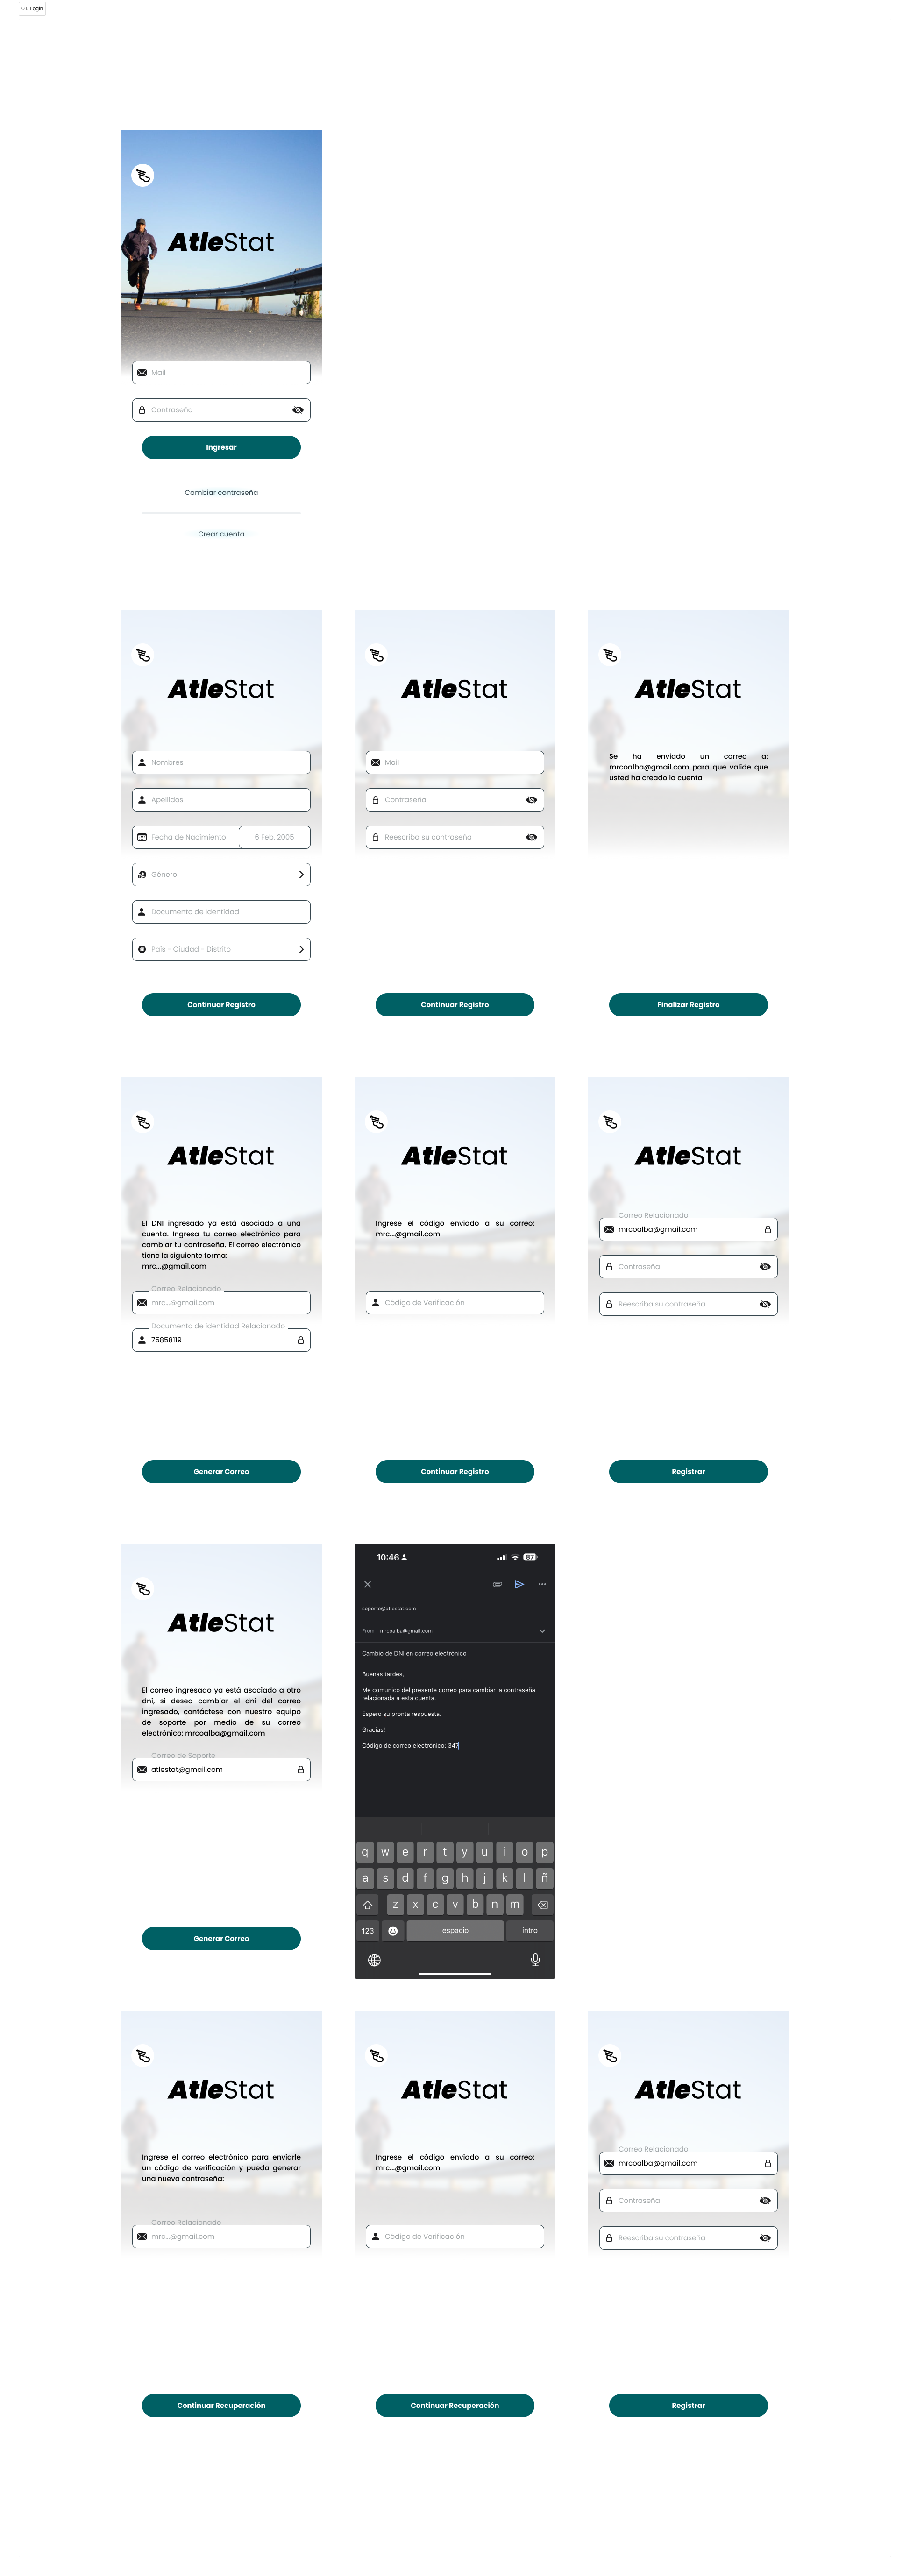 01. Login
AtleStat
Mail
Contraseña
Ingresar
Cambiar contraseña
Crear cuenta
AtleStat
Nombres
Apellidos
Fecha de Nacimiento
6 Feb, 2005
Género
Documento de Identidad
País - Ciudad - Distrito
Continuar Registro
AtleStat
Mail
Contraseña
Reescriba su contraseña
Continuar Registro
AtleStat
Se ha enviado un correo a:
mrcoalba@gmail.com para que valide que
usted ha creado la cuenta
Finalizar Registro
AtleStat
El DNI ingresado ya está asociado a una
cuenta. Ingresa tu correo electrónico para
cambiar tu contraseña. El correo electrónico
tiene la siguiente forma:
mrc...@gmail.com
Correo Relacionado
mrc...@gmail.com
Documento de identidad Relacionado
75858119
Generar Correo
AtleStat
Ingrese el código enviado a su correo:
mrc...@gmail.com
Código de Verificación
Continuar Registro
AtleStat
Correo Relacionado
mrcoalba@gmail.com
Contraseña
Reescriba su contraseña
Registrar
AtleStat
El correo ingresado ya está asociado a otro
dni, si desea cambiar el dni del correo
ingresado, contáctese con nuestro equipo
de soporte por medio de su correo
electrónico: mrcoalba@gmail.com
Correo de Soporte
atlestat@gmail.com
Generar Correo
10:46
87
soporte@atlestat.com
From mrcoalba@gmail.com
Cambio de DNI en correo electrónico
Buenas tardes,
Me comunico del presente correo para cambiar la contraseña
relacionada a esta cuenta.
Espero su pronta respuesta.
Gracias!
Código de correo electrónico: 347
q w e r t y u i o p
a s d f g h j k l ñ
z x c v b n m
123 espacio intro
AtleStat
Ingrese el correo electrónico para enviarle
un código de verificación y pueda generar
una nueva contraseña:
Correo Relacionado
mrc...@gmail.com
Continuar Recuperación
AtleStat
Ingrese el código enviado a su correo:
mrc...@gmail.com
Código de Verificación
Continuar Recuperación
AtleStat
Correo Relacionado
mrcoalba@gmail.com
Contraseña
Reescriba su contraseña
Registrar